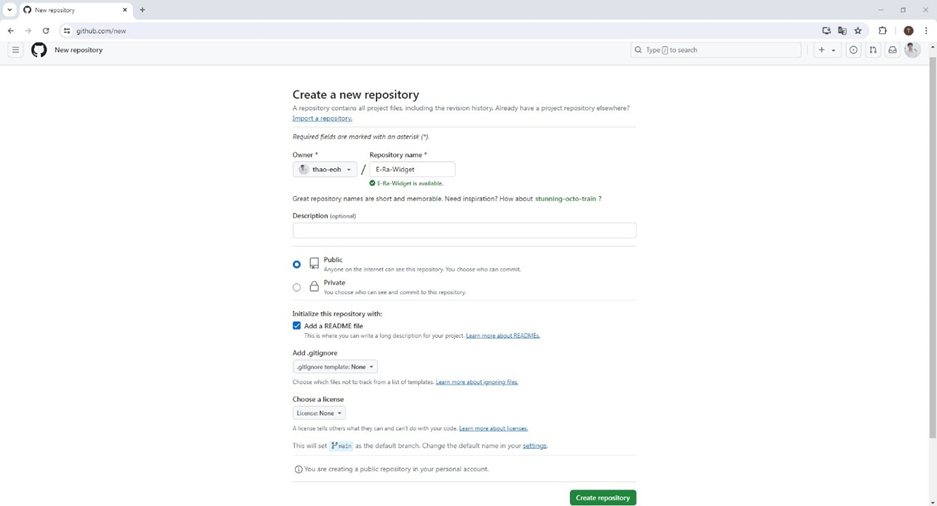 New repository
github.com/new
New repository
Type / to search
Create a new repository
A repository contains all project files, including the revision history. Already have a project repository elsewhere?
Import a repository.
Required fields are marked with an asterisk (*).
Owner * Repository name *
thao-eoh / E-Ra-Widget
E-Ra-Widget is available.
Great repository names are short and memorable. Need inspiration? How about stunning-octo-train ?
Description (optional)
Public
Anyone on the internet can see this repository. You choose who can commit.
Private
You choose who can see and commit to this repository.
Initialize this repository with:
Add a README file
This is where you can write a long description for your project. Learn more about READMEs.
Add .gitignore
.gitignore template: None
Choose which files not to track from a list of templates. Learn more about ignoring files.
Choose a license
License: None
A license tells others what they can and can't do with your code. Learn more about licenses.
This will set main as the default branch. Change the default name in your settings.
You are creating a public repository in your personal account.
Create repository